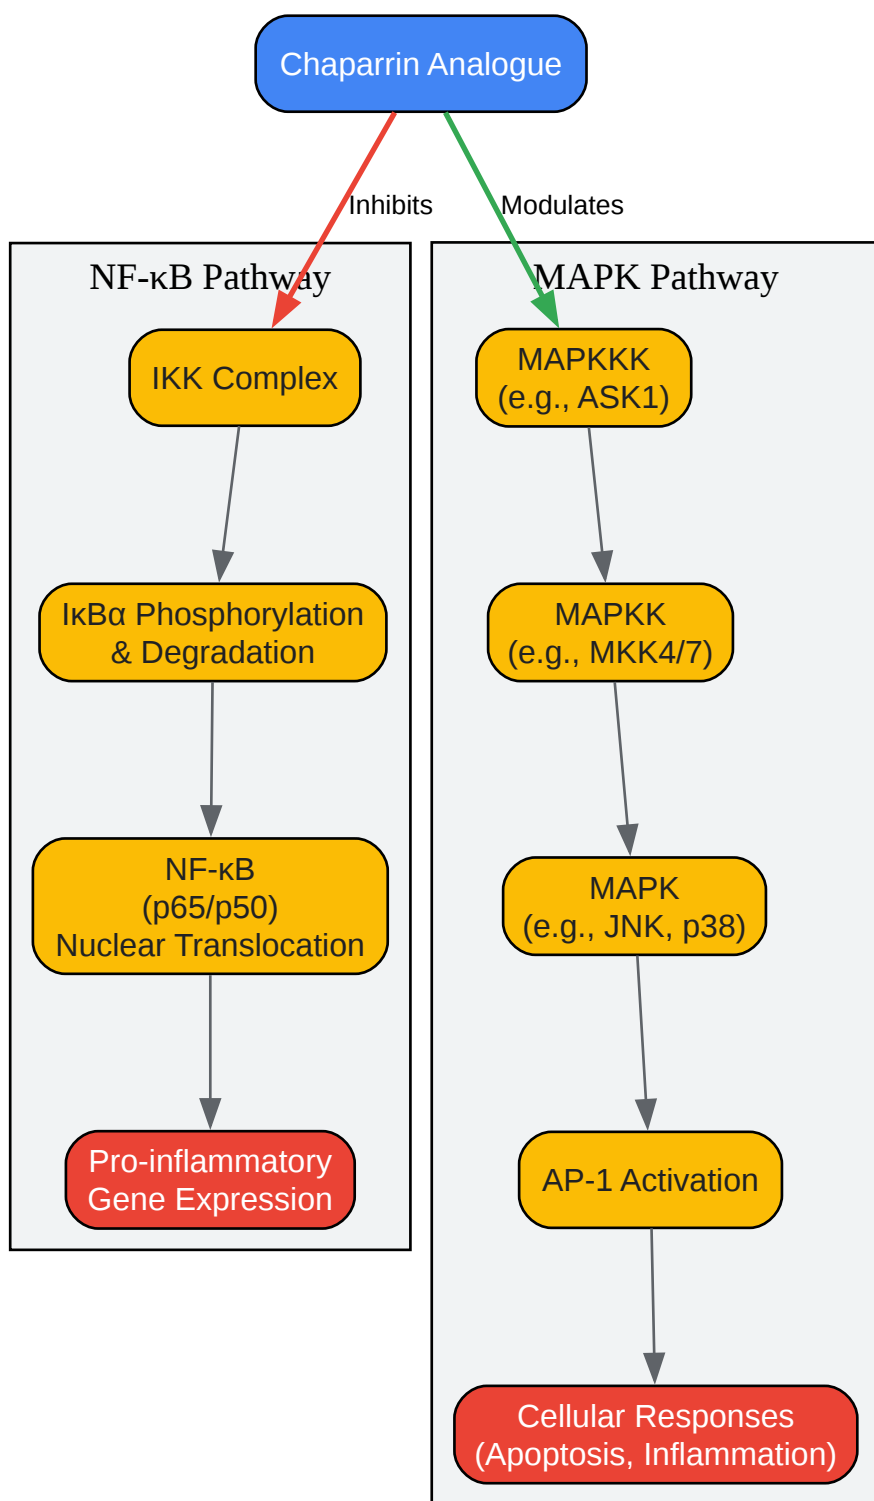 Chaparrin Analogue
Inhibits
Modulates
NF-κB Pathway
IKK Complex
IκBα Phosphorylation
& Degradation
NF-κB
(p65/p50)
Nuclear Translocation
Pro-inflammatory
Gene Expression
MAPK Pathway
MAPKKK
(e.g., ASK1)
MAPKK
(e.g., MKK4/7)
MAPK
(e.g., JNK, p38)
AP-1 Activation
Cellular Responses
(Apoptosis, Inflammation)